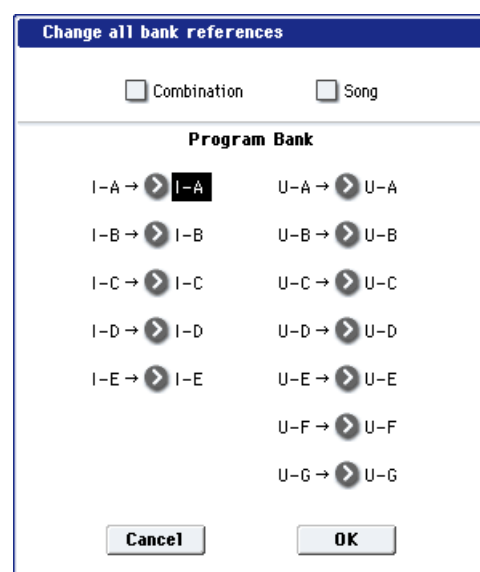 Change all bank references
Combination Song
Program Bank
I-A → I-A U-A → U-A
I-B → I-B U-B → U-B
I-C → I-C U-C → U-C
I-D → I-D U-D → U-D
I-E → I-E U-E → U-E
U-F → U-F
U-G → U-G
Cancel OK